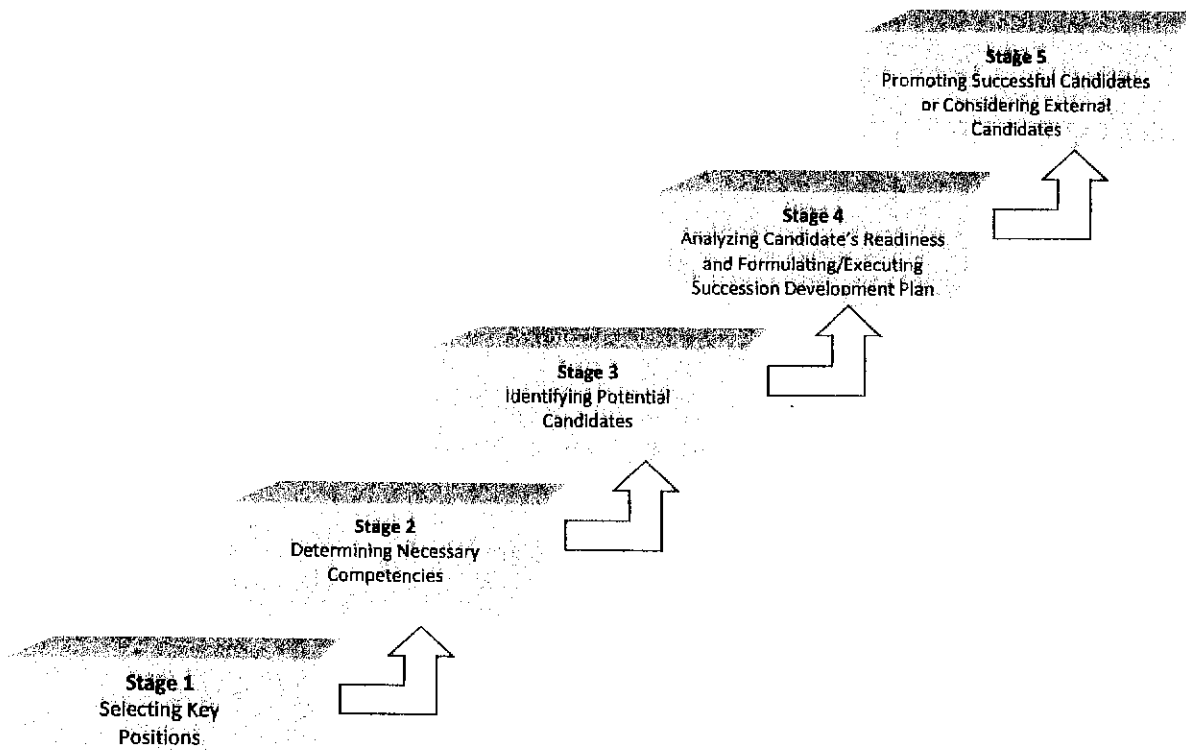 Stage 5
Promoting Successful Candidates
or Considering External
Candidates
Stage 4
Analyzing Candidate's Readiness
and Formulating/Executing
Succession Development Plan
Stage 3
Identifying Potential
Candidates
Stage 2
Determining Necessary
Competencies
Stage 1
Selecting Key
Positions